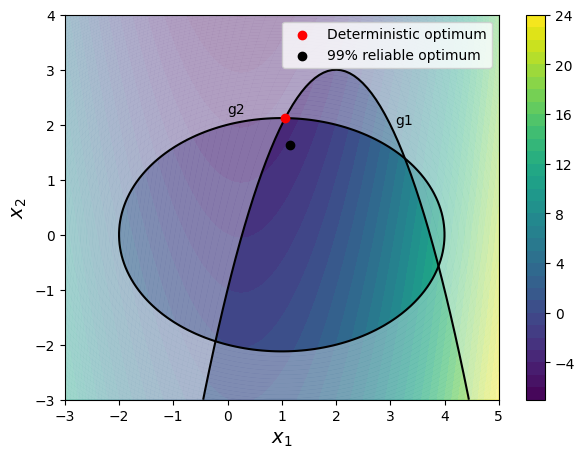 Deterministic optimum
99% reliable optimum
g2
g1
4
3
2
1
0
−1
−2
−3
x₂
−3 −2 −1 0 1 2 3 4 5
x₁
24
20
16
12
8
4
0
−4